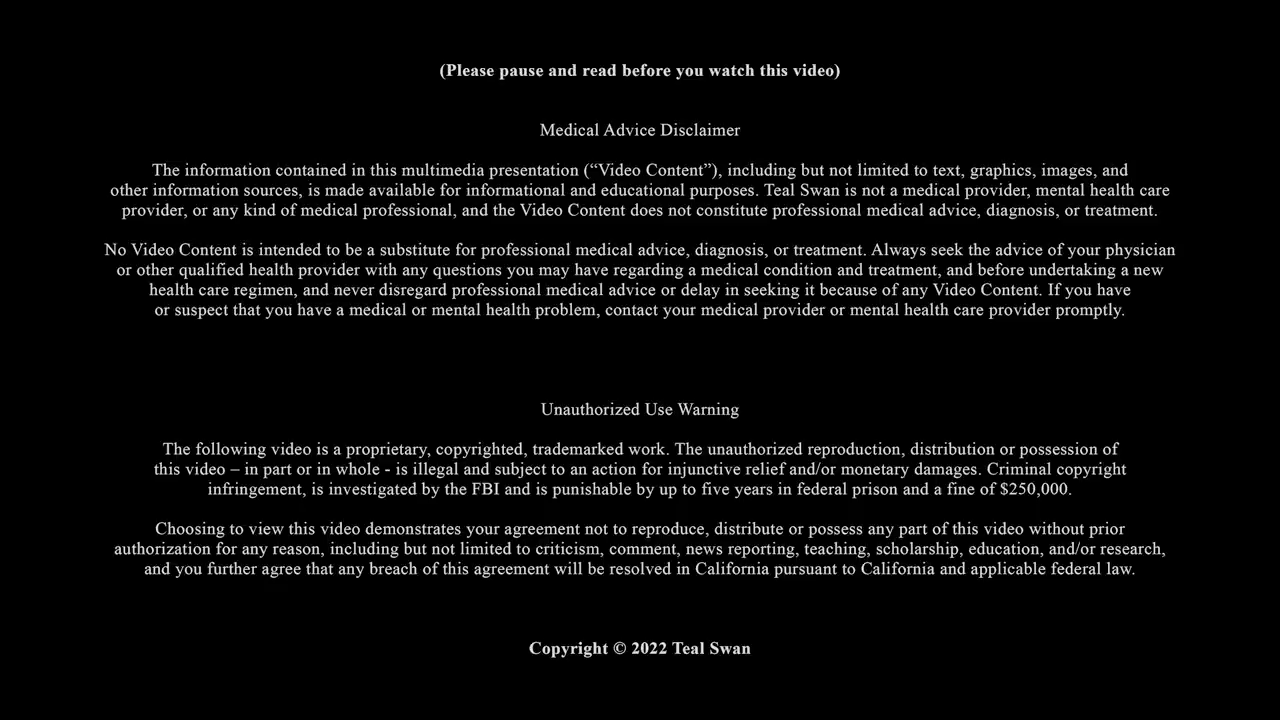 (Please pause and read before you watch this video)
Medical Advice Disclaimer
The information contained in this multimedia presentation (“Video Content”), including but not limited to text, graphics, images, and
other information sources, is made available for informational and educational purposes. Teal Swan is not a medical provider, mental health care
provider, or any kind of medical professional, and the Video Content does not constitute professional medical advice, diagnosis, or treatment.
No Video Content is intended to be a substitute for professional medical advice, diagnosis, or treatment. Always seek the advice of your physician
or other qualified health provider with any questions you may have regarding a medical condition and treatment, and before undertaking a new
health care regimen, and never disregard professional medical advice or delay in seeking it because of any Video Content. If you have
or suspect that you have a medical or mental health problem, contact your medical provider or mental health care provider promptly.
Unauthorized Use Warning
The following video is a proprietary, copyrighted, trademarked work. The unauthorized reproduction, distribution or possession of
this video – in part or in whole - is illegal and subject to an action for injunctive relief and/or monetary damages. Criminal copyright
infringement, is investigated by the FBI and is punishable by up to five years in federal prison and a fine of $250,000.
Choosing to view this video demonstrates your agreement not to reproduce, distribute or possess any part of this video without prior
authorization for any reason, including but not limited to criticism, comment, news reporting, teaching, scholarship, education, and/or research,
and you further agree that any breach of this agreement will be resolved in California pursuant to California and applicable federal law.
Copyright © 2022 Teal Swan